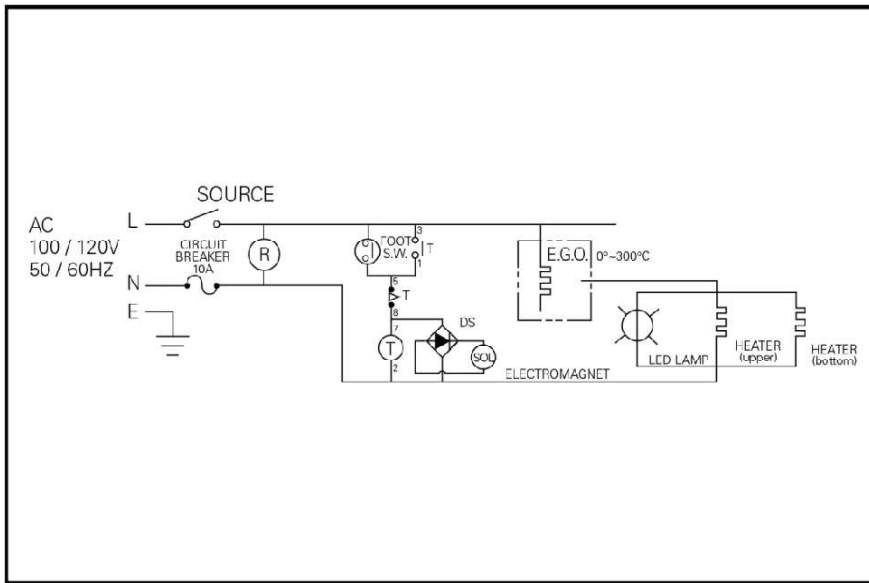 SOURCE
AC
100 / 120V
50 / 60HZ
L
N
E
CIRCUIT
BREAKER
10A
R
FOOT
S.W.
3
T
1
5
T
8
7
T
2
DS
SOL
ELECTROMAGNET
E.G.O.
0°~300°C
LED LAMP
HEATER
(upper)
HEATER
(bottom)